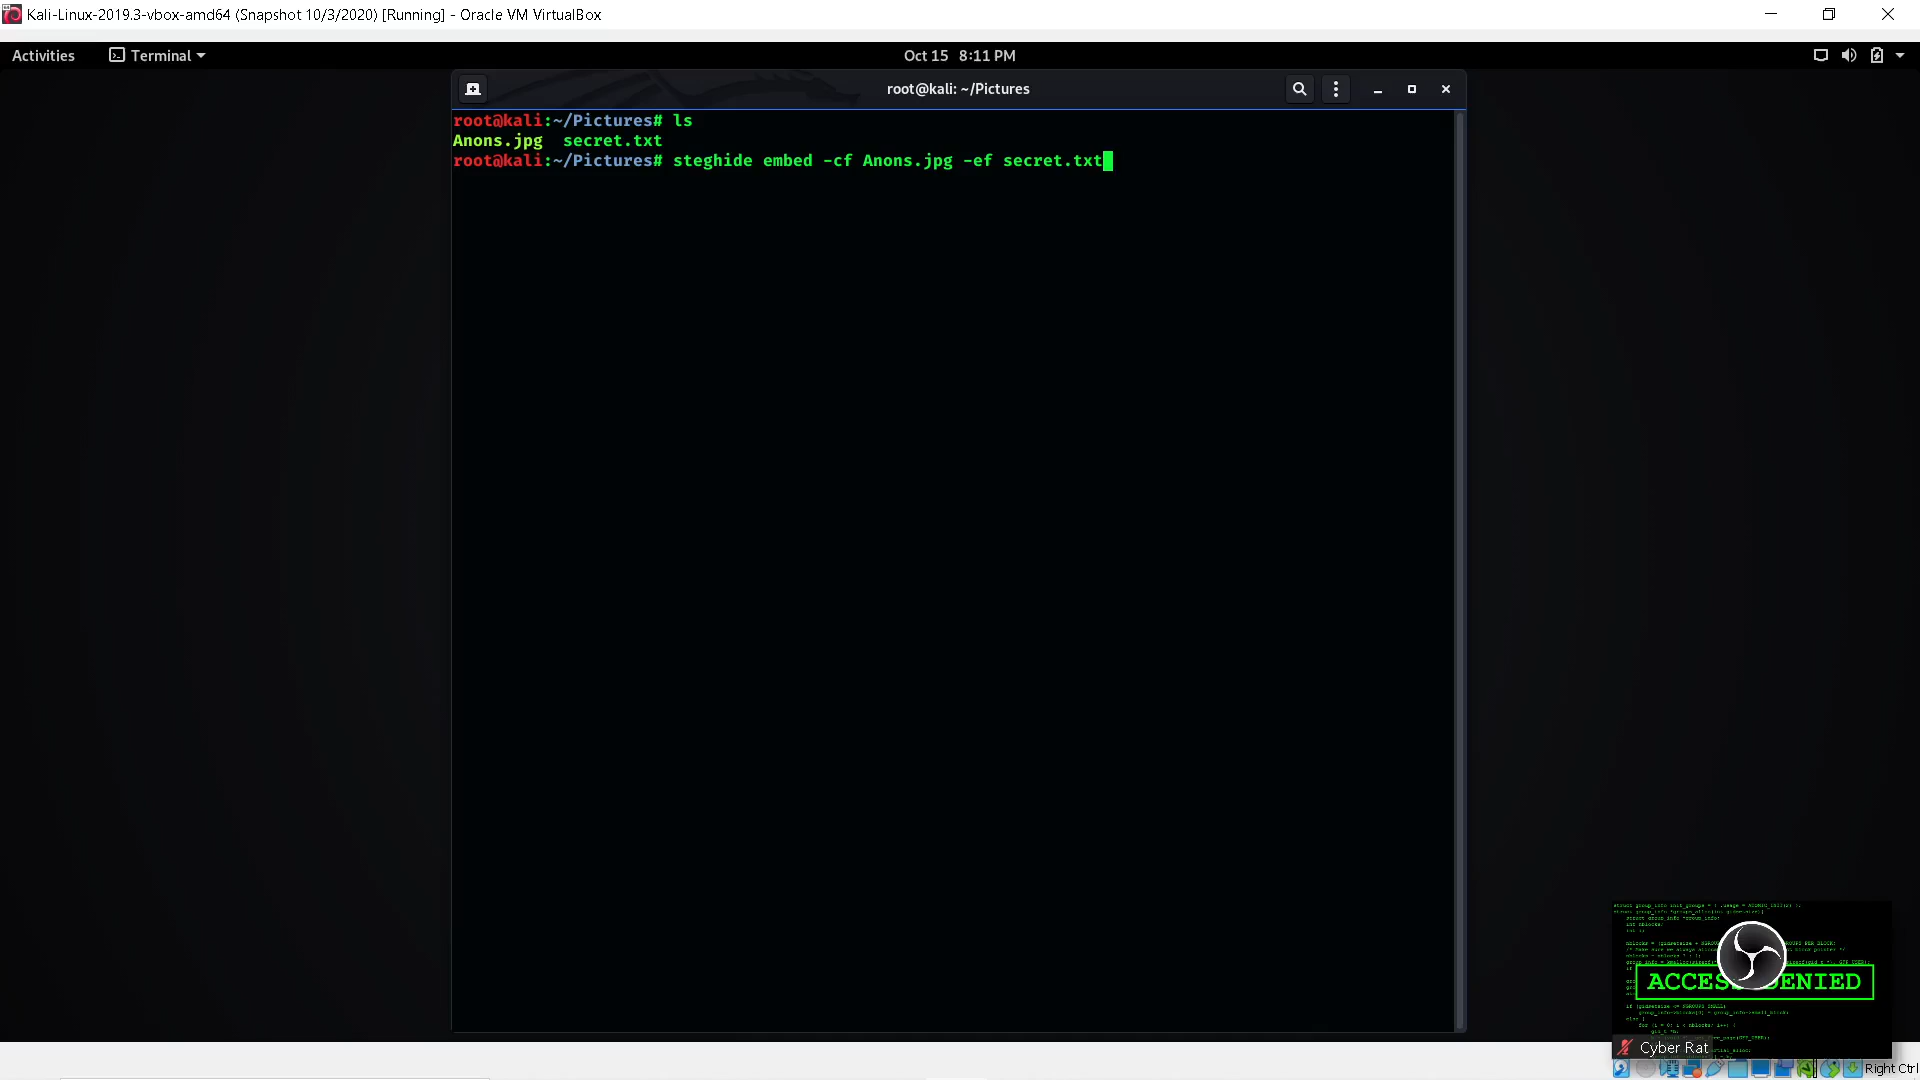 Kali-Linux-2019.3-vbox-amd64 (Snapshot 10/3/2020) [Running] - Oracle VM VirtualBox
Activities Terminal Oct 15 8:11 PM
root@kali: ~/Pictures
root@kali:~/Pictures# ls
Anons.jpg secret.txt
root@kali:~/Pictures# steghide embed -cf Anons.jpg -ef secret.txt
ACCESS DENIED
Cyber Rat
Right Ctrl